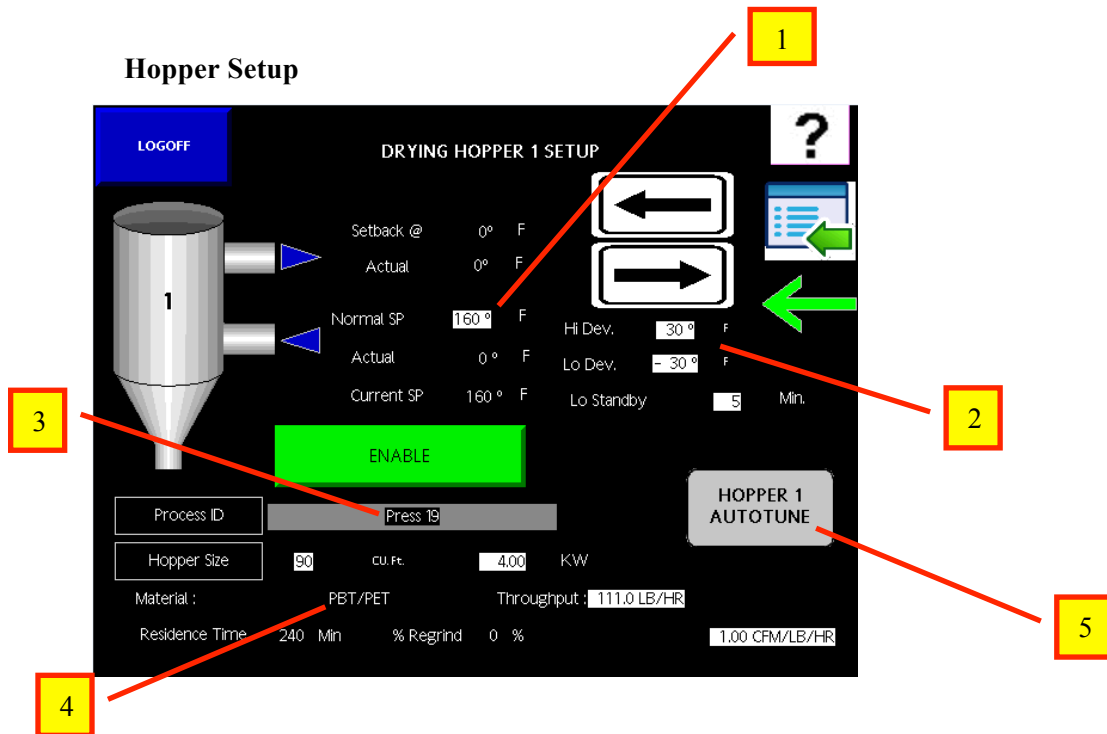 1
Hopper Setup
LOGOFF
DRYING HOPPER 1 SETUP
?
Setback @ 0° F
Actual 0° F
1
Normal SP 160 ° F
Hi Dev. 30 ° F
Actual 0 ° F
Lo Dev. - 30 ° F
Current SP 160 ° F
Lo Standby 5 Min.
2
3
ENABLE
HOPPER 1
AUTOTUNE
Process ID Press 19
Hopper Size 90 CU. Ft. 4.00 KW
Material : PBT/PET Throughput : 111.0 LB/HR
Residence Time 240 Min % Regrind 0 % 1.00 CFM/LB/HR
5
4